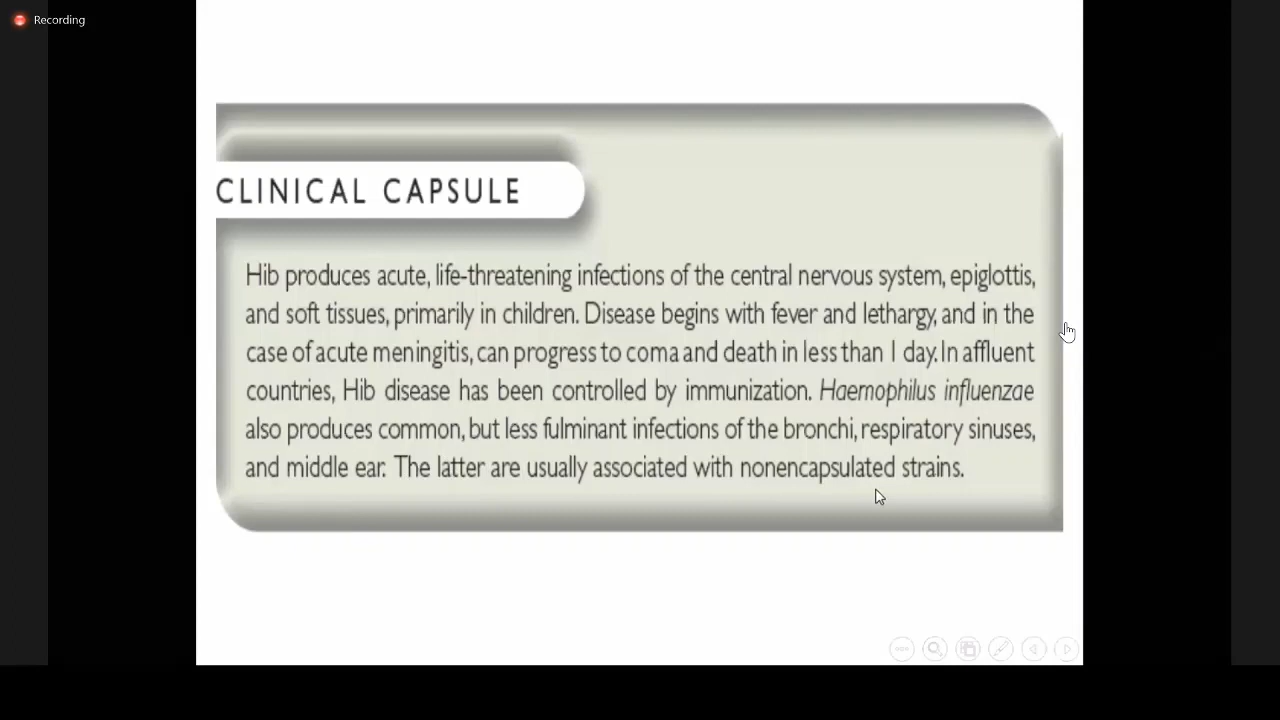 Recording
CLINICAL CAPSULE
Hib produces acute, life-threatening infections of the central nervous system, epiglottis,
and soft tissues, primarily in children. Disease begins with fever and lethargy, and in the
case of acute meningitis, can progress to coma and death in less than 1 day. In affluent
countries, Hib disease has been controlled by immunization. Haemophilus influenzae
also produces common, but less fulminant infections of the bronchi, respiratory sinuses,
and middle ear. The latter are usually associated with nonencapsulated strains.